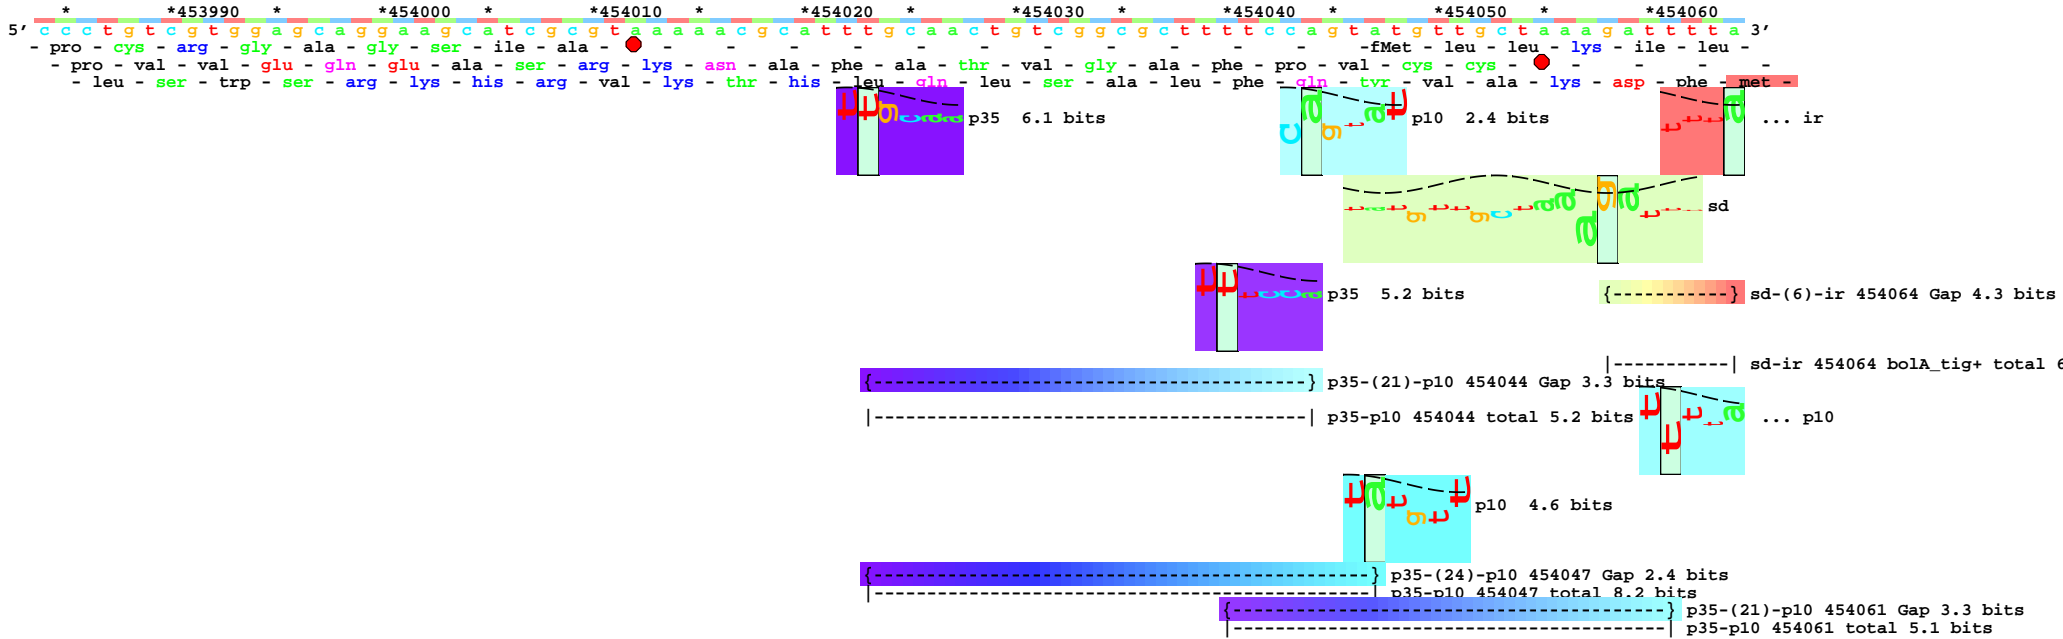 * *453990 * *454000 * *454010 * *454020 * *454030 * *454040 * *454050 * *454060
5' c c c t g t c g t g g a g c a g g a a g c a t c g c g t a a a a a c g c a t t t g c a a c t g t c g g c g c t t t t c c a g t a t g t t g c t a a a g a t t t t a 3'
- pro - cys - arg - gly - ala - gly - ser - ile - ala - - - - - - - - - - - - -fMet - leu - leu - lys - ile - leu -
- pro - val - val - glu - gln - glu - ala - ser - arg - lys - asn - ala - phe - ala - thr - val - gly - ala - phe - pro - val - cys - cys - - - - -
- leu - ser - trp - ser - arg - lys - his - arg - val - lys - thr - his - leu - gln - leu - ser - ala - leu - phe - gln - tyr - val - ala - lys - asp - phe - met -
t t g c a a p35 6.1 bits
c a g t a t p10 2.4 bits
t t t a ... ir
t a t g t t g c t a a a g a t t t sd
t t t c c a p35 5.2 bits
{-----------} sd-(6)-ir 454064 Gap 4.3 bits
|-----------| sd-ir 454064 bolA_tig+ total 6
{-----------------------------------------} p35-(21)-p10 454044 Gap 3.3 bits
|-----------------------------------------| p35-p10 454044 total 5.2 bits
t t t t a ... p10
t a t g t t p10 4.6 bits
{-----------------------------------------------} p35-(24)-p10 454047 Gap 2.4 bits
|-----------------------------------------------| p35-p10 454047 total 8.2 bits
{-----------------------------------------} p35-(21)-p10 454061 Gap 3.3 bits
|-----------------------------------------| p35-p10 454061 total 5.1 bits